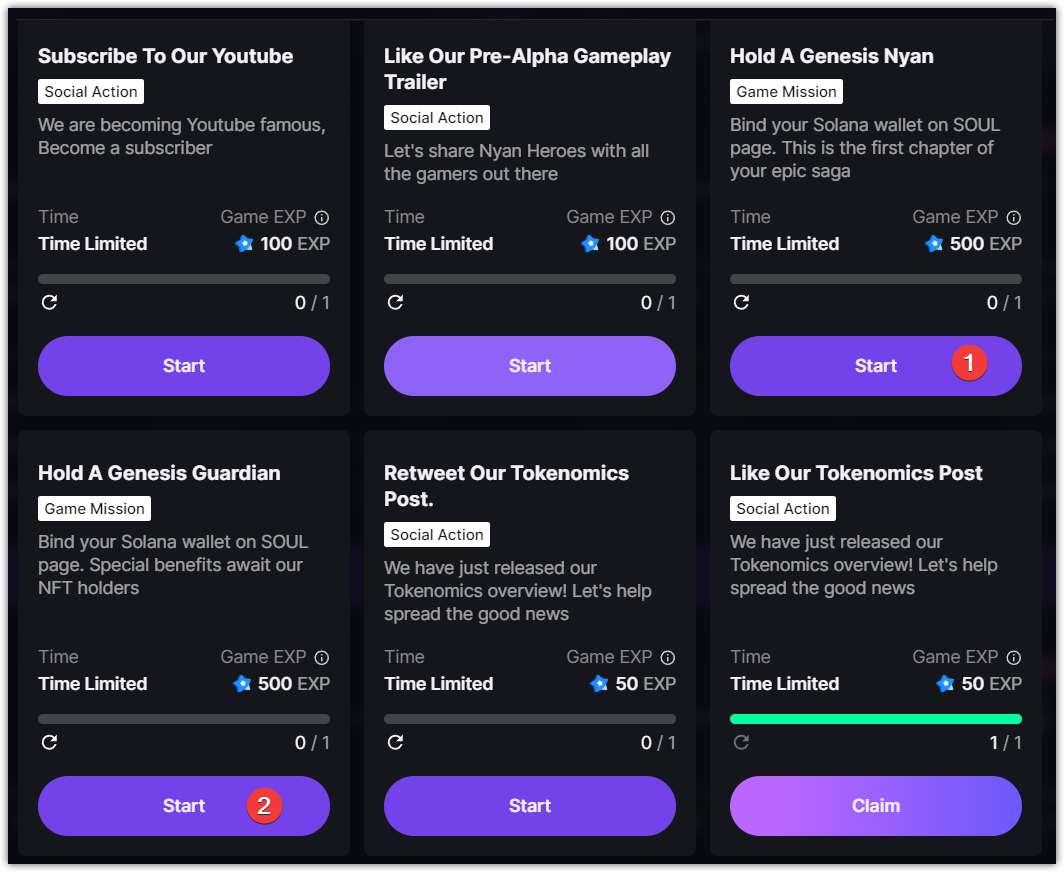 Subscribe To Our Youtube
Social Action
We are becoming Youtube famous,
Become a subscriber
Time
Game EXP
Time Limited
100 EXP
0 / 1
Start
Like Our Pre-Alpha Gameplay
Trailer
Social Action
Let's share Nyan Heroes with all
the gamers out there
Time
Game EXP
Time Limited
100 EXP
0 / 1
Start
Hold A Genesis Nyan
Game Mission
Bind your Solana wallet on SOUL
page. This is the first chapter of
your epic saga
Time
Game EXP
Time Limited
500 EXP
0 / 1
Start
1
Hold A Genesis Guardian
Game Mission
Bind your Solana wallet on SOUL
page. Special benefits await our
NFT holders
Time
Game EXP
Time Limited
500 EXP
0 / 1
Start
2
Retweet Our Tokenomics
Post.
Social Action
We have just released our
Tokenomics overview! Let's help
spread the good news
Time
Game EXP
Time Limited
50 EXP
0 / 1
Start
Like Our Tokenomics Post
Social Action
We have just released our
Tokenomics overview! Let's help
spread the good news
Time
Game EXP
Time Limited
50 EXP
1 / 1
Claim